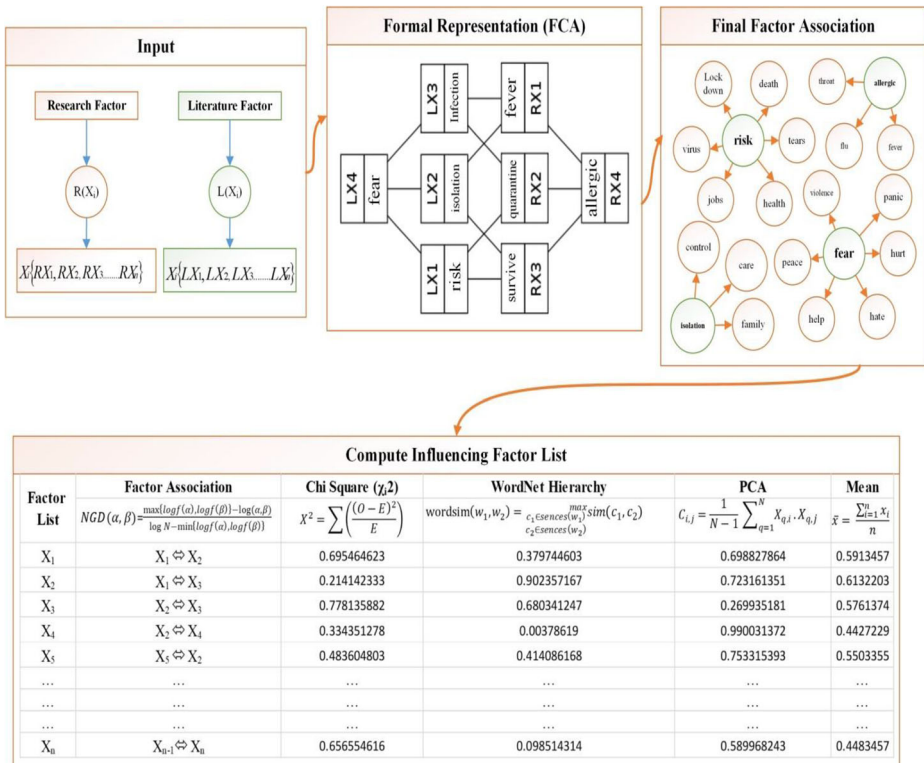 Input
Research Factor
Literature Factor
R(Xᵢ)
L(Xᵢ)
Xᵢ{RX₁, RX₂, RX₃......RXₙ}
Xᵢ{LX₁, LX₂, LX₃........LXₙ}
Formal Representation (FCA)
LX4 fear
LX3 Infection
LX2 isolation
LX1 risk
fever RX1
quarantine RX2
survive RX3
allergic RX4
Final Factor Association
Lock down
death
virus
risk
tears
jobs
health
throat
allergic
flu
fever
violence
panic
peace
fear
hurt
help
hate
control
care
isolation
family
Compute Influencing Factor List
Factor List
Factor Association
NGD(α, β)=max{logf(α),logf(β)}−log(α,β) / log N−min{logf(α),logf(β)}
Chi Square (χᵢ2)
X² = ∑((O − E)² / E)
WordNet Hierarchy
wordsim(w₁, w₂) = max c₁∈sences(w₁) c₂∈sences(w₂) sim(c₁, c₂)
PCA
Cᵢ,ⱼ = 1 / N − 1 ∑ᴺ q=1 X_q,i . X_q,j
Mean
x̄ = ∑ⁿ i=1 xᵢ / n
X₁ X₁ ⇔ X₂ 0.695464623 0.379744603 0.698827864 0.5913457
X₂ X₁ ⇔ X₃ 0.214142333 0.902357167 0.723161351 0.6132203
X₃ X₂ ⇔ X₃ 0.778135882 0.680341247 0.269935181 0.5761374
X₄ X₂ ⇔ X₄ 0.334351278 0.00378619 0.990031372 0.4427229
X₅ X₅ ⇔ X₂ 0.483604803 0.414086168 0.753315393 0.5503355
... ... ... ... ... ...
... ... ... ... ... ...
... ... ... ... ... ...
Xₙ Xₙ₋₁⇔ Xₙ 0.656554616 0.098514314 0.589968243 0.4483457